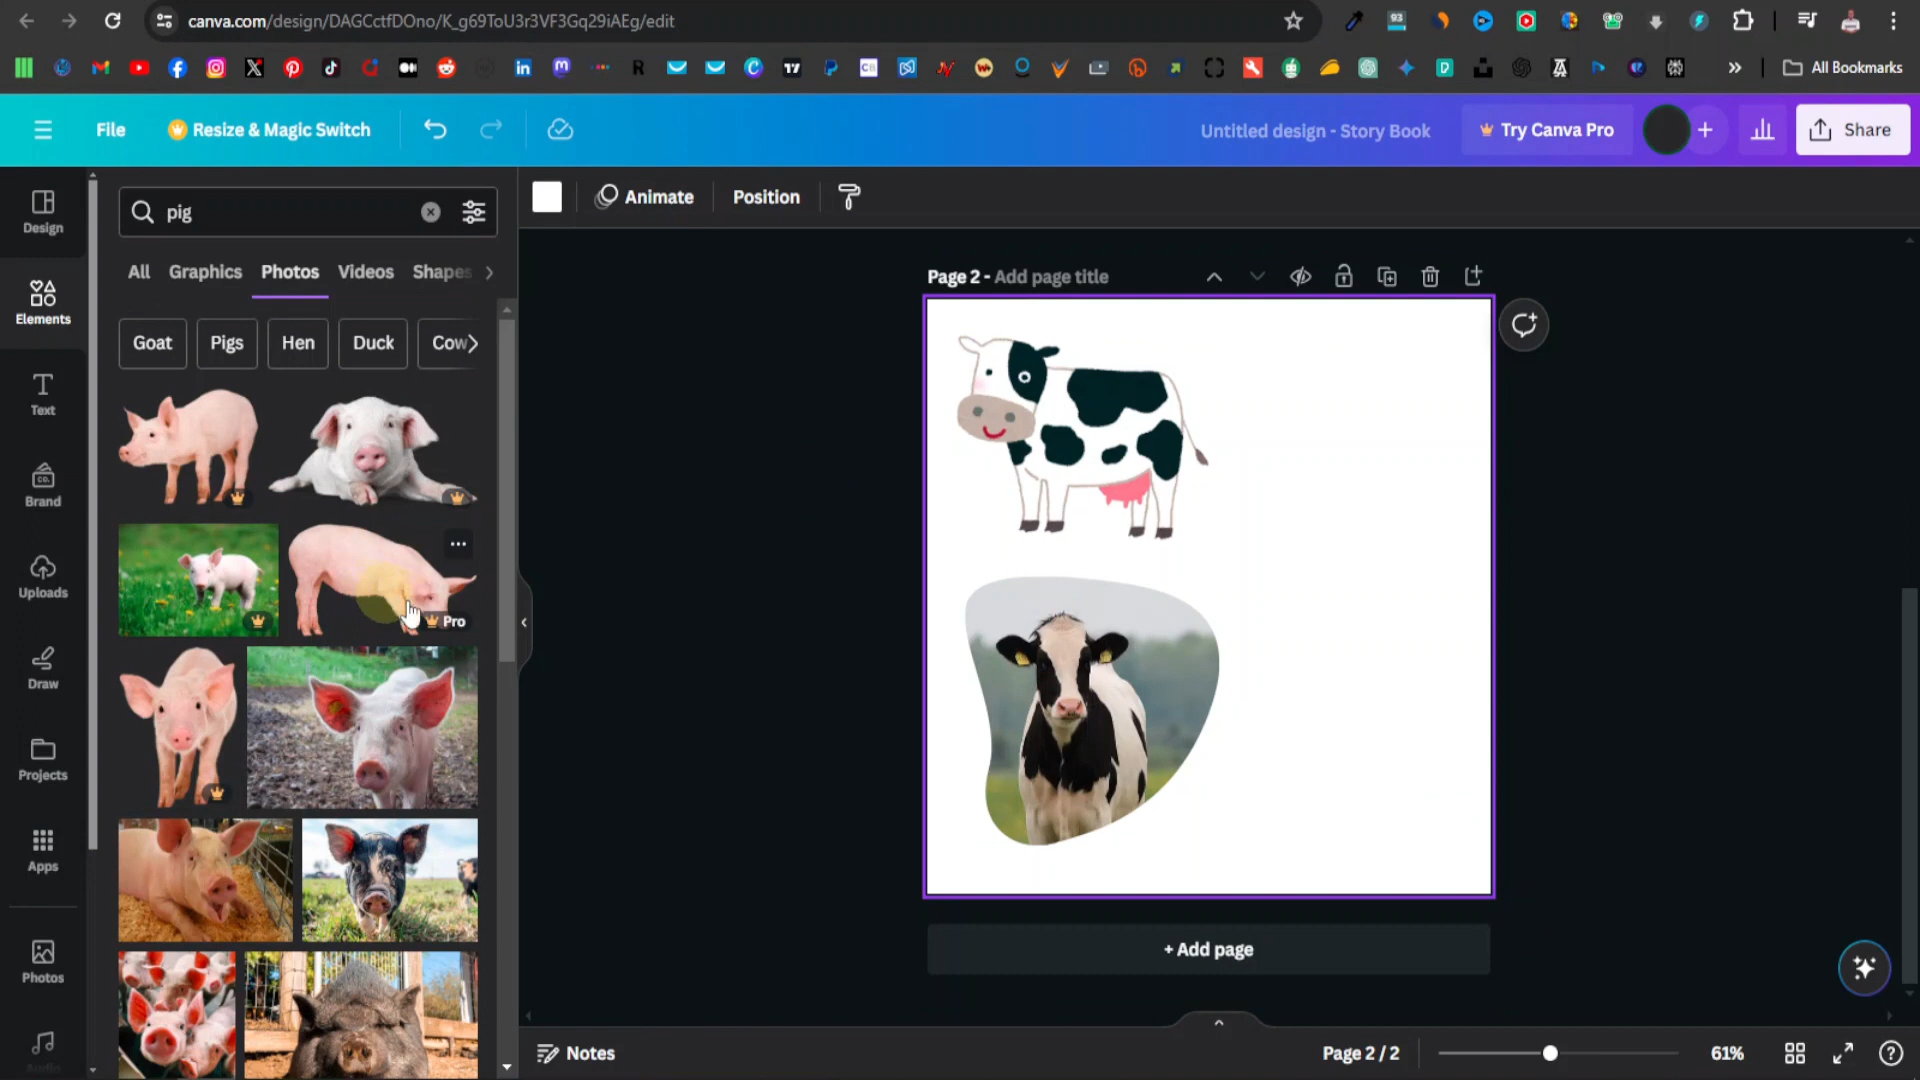 canva.com/design/DAGCctfDOno/K_g69ToU3r3VF3Gq29iAEg/edit
93
All Bookmarks
File
Resize & Magic Switch
Untitled design - Story Book
Try Canva Pro
Share
Design
Elements
Text
Brand
Uploads
Draw
Projects
Apps
Photos
Audio
pig
All
Graphics
Photos
Videos
Shapes
Goat
Pigs
Hen
Duck
Cow
Pro
Animate
Position
Page 2 - Add page title
+ Add page
Notes
Page 2 / 2
61%